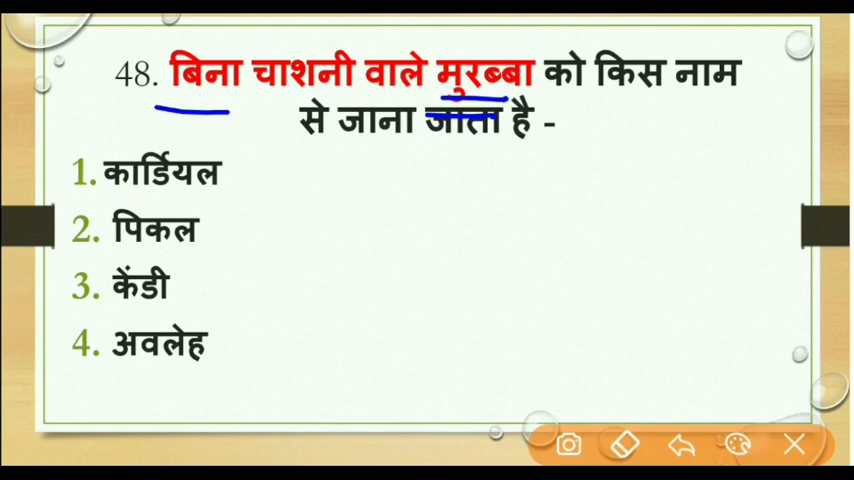 48. बिना चाशनी वाले मुरब्बा को किस नाम
से जाना जाता है -
1. कार्डियल
2. पिकल
3. केंडी
4. अवलेह